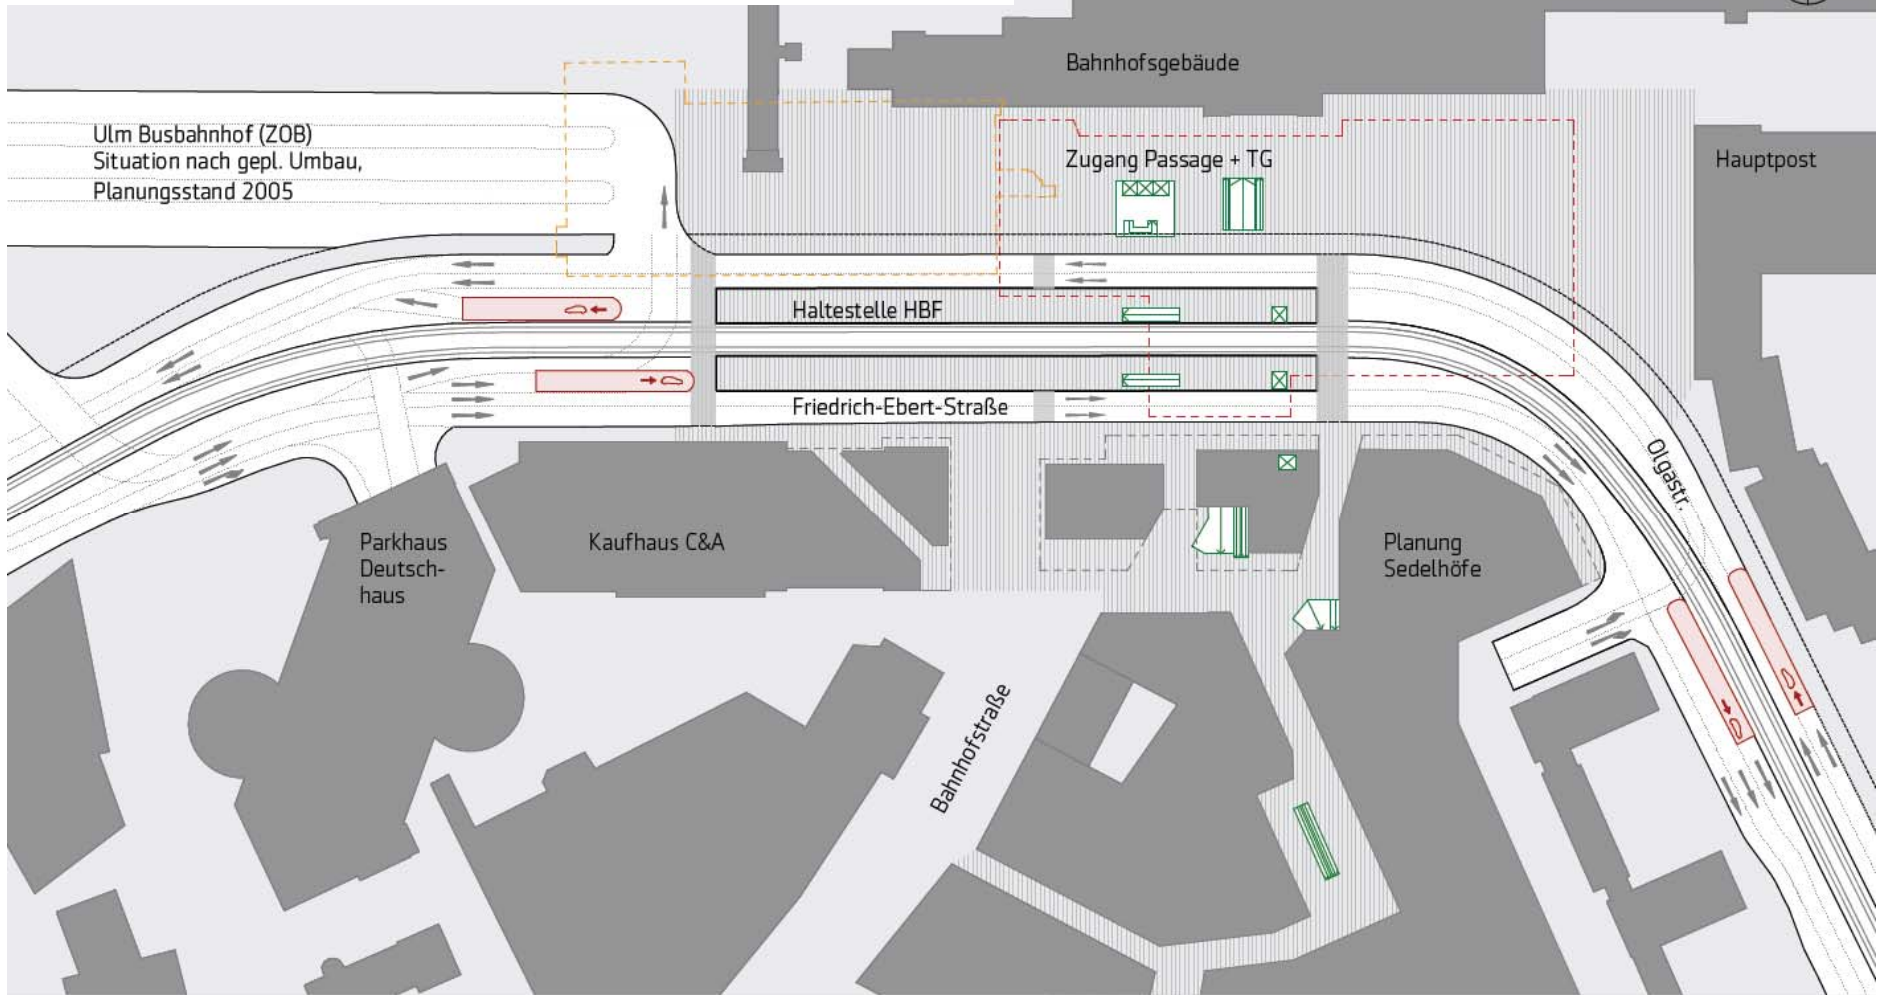 Bahnhofsgebäude
Ulm Busbahnhof (ZOB)
Situation nach gepl. Umbau,
Planungsstand 2005
Zugang Passage + TG
Hauptpost
Haltestelle HBF
Friedrich-Ebert-Straße
Olgastr.
Parkhaus
Deutsch-
haus
Kaufhaus C&A
Planung
Sedelhöfe
Bahnhofstraße